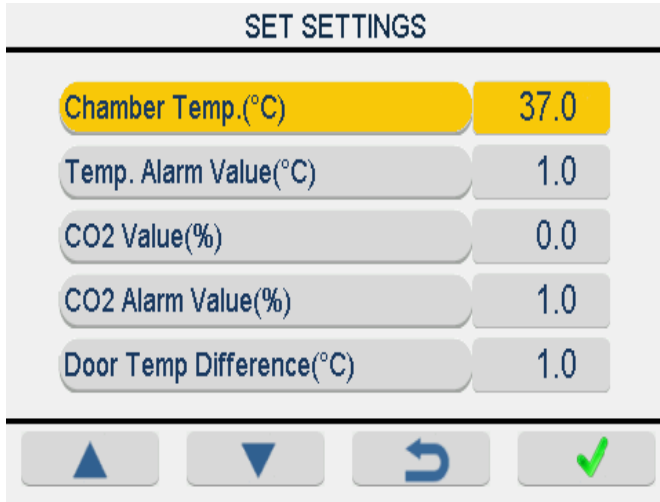 SET SETTINGS
Chamber Temp.(°C) 37.0
Temp. Alarm Value(°C) 1.0
CO2 Value(%) 0.0
CO2 Alarm Value(%) 1.0
Door Temp Difference(°C) 1.0